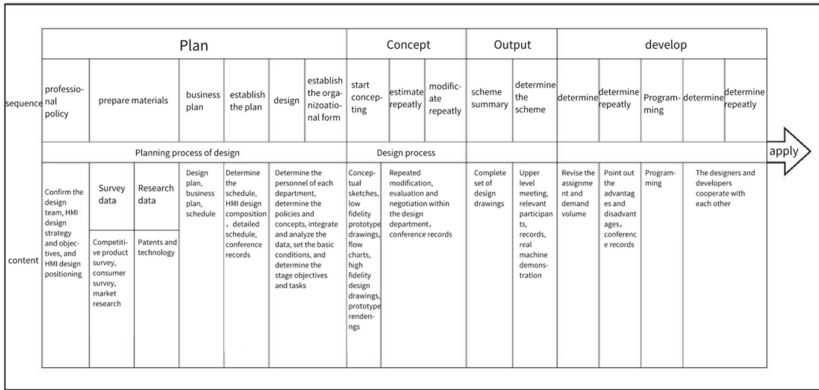 Plan
Concept
Output
develop
sequence
professio-
nal
policy
prepare materials
business
plan
establish
the plan
design
establish
the orga-
nizoatio-
nal form
start
concep-
ting
estimate
repeatly
modific-
ate
repeatly
scheme
summary
determine
the
scheme
determine
determine
repeatly
Program-
ming
determine
determine
repeatly
Planning process of design
Design process
apply
content
Confirm the
design
team, HMI
design
strategy
and objec-
tives, and
HMI design
positioning
Survey
data
Competiti-
ve product
survey,
consumer
survey,
market
research
Research
data
Patents and
technology
Design
plan,
business
plan,
schedule
Determine
the
schedule,
HMI design
composition
, detailed
schedule,
conference
records
Determine the
personnel of each
department,
determine the
policies and
concepts, integrate
and analyze the
data, set the basic
conditions, and
determine the
stage objectives
and tasks
Concep-
tual
sketches,
low
fidelity
prototype
drawings,
flow
charts,
high
fidelity
design
drawings,
prototype
renderi-
ngs
Repeated
modification,
evaluation and
negotiation within
the design
department,
conference records
Complete
set of
design
drawings
Upper
level
meeting,
relevant
participan
ts,
records,
real
machine
demons-
tration
Revise the
assignme
nt and
demand
volume
Point out
the
advantag
es and
disadvant
ages,
conferenc
e records
Program-
ming
The designers and
developers
cooperate with
each other